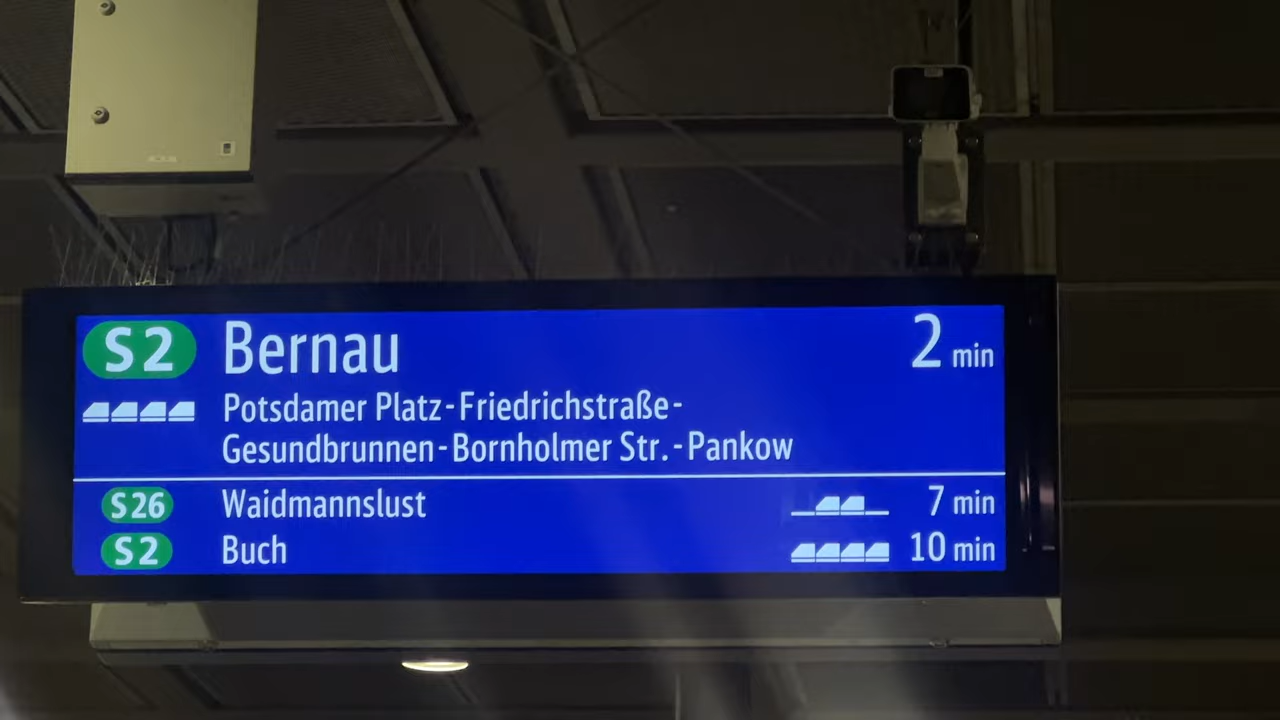 S2 Bernau 2 min
Potsdamer Platz-Friedrichstraße-
Gesundbrunnen-Bornholmer Str.-Pankow
S26 Waidmannslust 7 min
S2 Buch 10 min